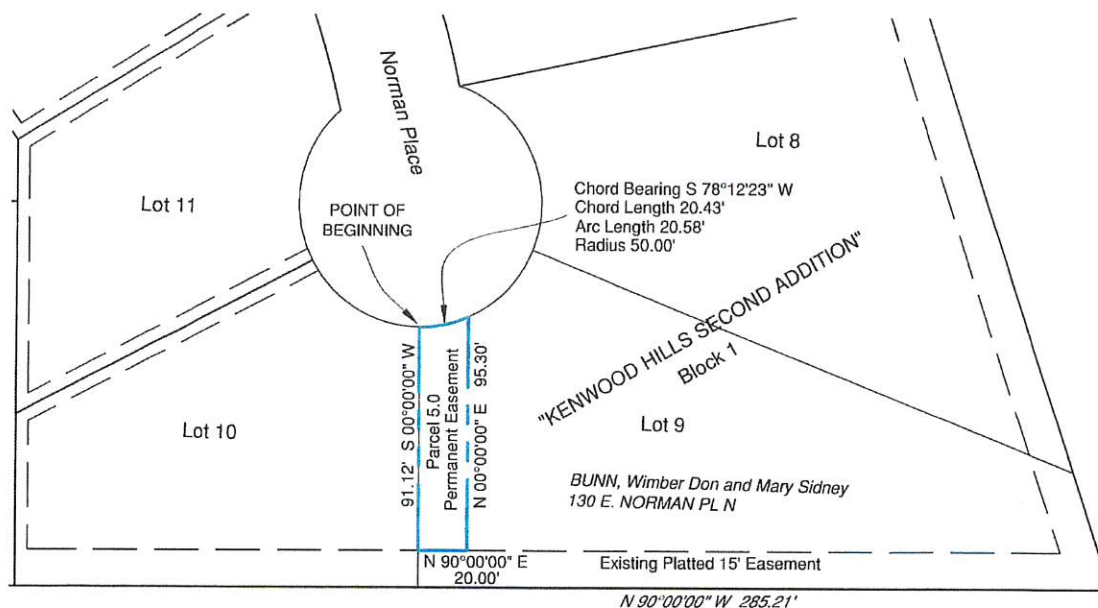 Norman Place
Lot 8
Lot 11
POINT OF
BEGINNING
Chord Bearing S 78°12'23" W
Chord Length 20.43'
Arc Length 20.58'
Radius 50.00'
"KENWOOD HILLS SECOND ADDITION"
Block 1
Lot 10
91.12' S 00°00'00" W
Parcel 5.0
Permanent Easement
N 00°00'00" E 95.30'
Lot 9
BUNN, Wimber Don and Mary Sidney
130 E. NORMAN PL N
N 90°00'00" E
20.00'
Existing Platted 15' Easement
N 90°00'00" W 285.21'